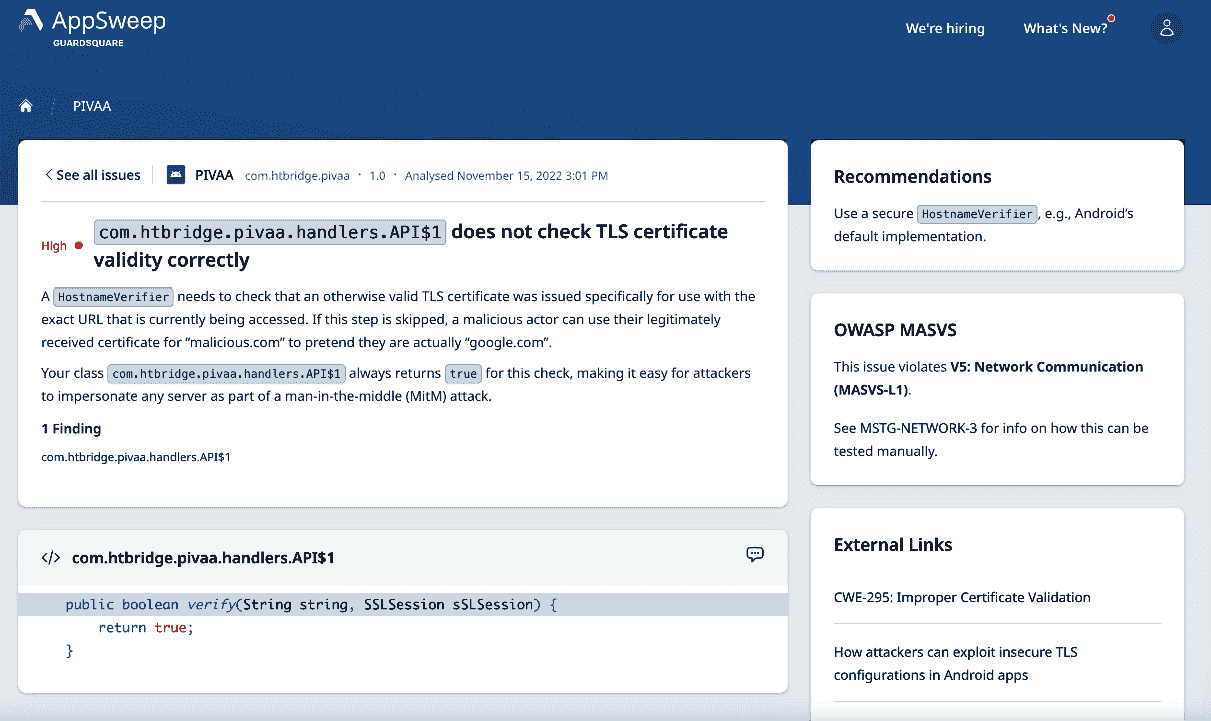 AppSweep
GUARDSQUARE
We're hiring
What's New?
PIVAA
See all issues
PIVAA com.htbridge.pivaa · 1.0 · Analysed November 15, 2022 3:01 PM
High
com.htbridge.pivaa.handlers.API$1 does not check TLS certificate
validity correctly
A HostnameVerifier needs to check that an otherwise valid TLS certificate was issued specifically for use with the
exact URL that is currently being accessed. If this step is skipped, a malicious actor can use their legitimately
received certificate for “malicious.com” to pretend they are actually “google.com”.
Your class com.htbridge.pivaa.handlers.API$1 always returns true for this check, making it easy for attackers
to impersonate any server as part of a man-in-the-middle (MitM) attack.
1 Finding
com.htbridge.pivaa.handlers.API$1
</> com.htbridge.pivaa.handlers.API$1
public boolean verify(String string, SSLSession sSLSession) {
return true;
}
Recommendations
Use a secure HostnameVerifier, e.g., Android’s
default implementation.
OWASP MASVS
This issue violates V5: Network Communication
(MASVS-L1).
See MSTG-NETWORK-3 for info on how this can be
tested manually.
External Links
CWE-295: Improper Certificate Validation
How attackers can exploit insecure TLS
configurations in Android apps